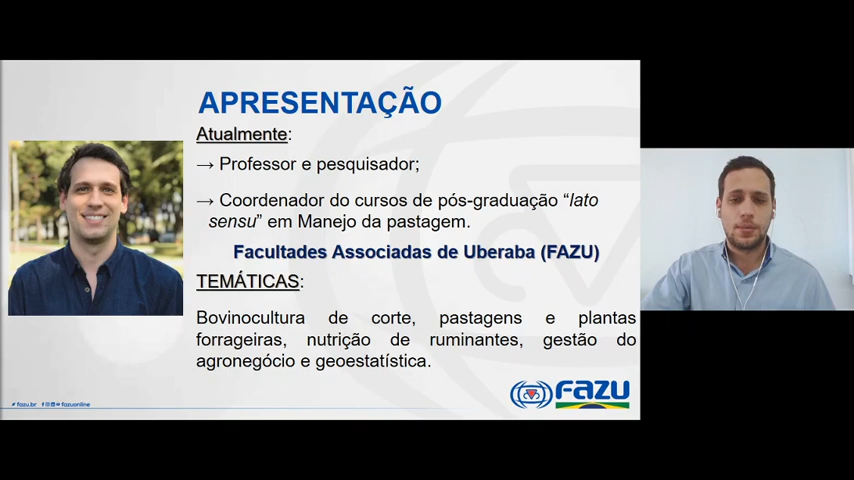 APRESENTAÇÃO
Atualmente:
→ Professor e pesquisador;
→ Coordenador do cursos de pós-graduação “lato
sensu” em Manejo da pastagem.
Facultades Associadas de Uberaba (FAZU)
TEMÁTICAS:
Bovinocultura de corte, pastagens e plantas
forrageiras, nutrição de ruminantes, gestão do
agronegócio e geoestatística.
fazu.br fazuonline
FAZU